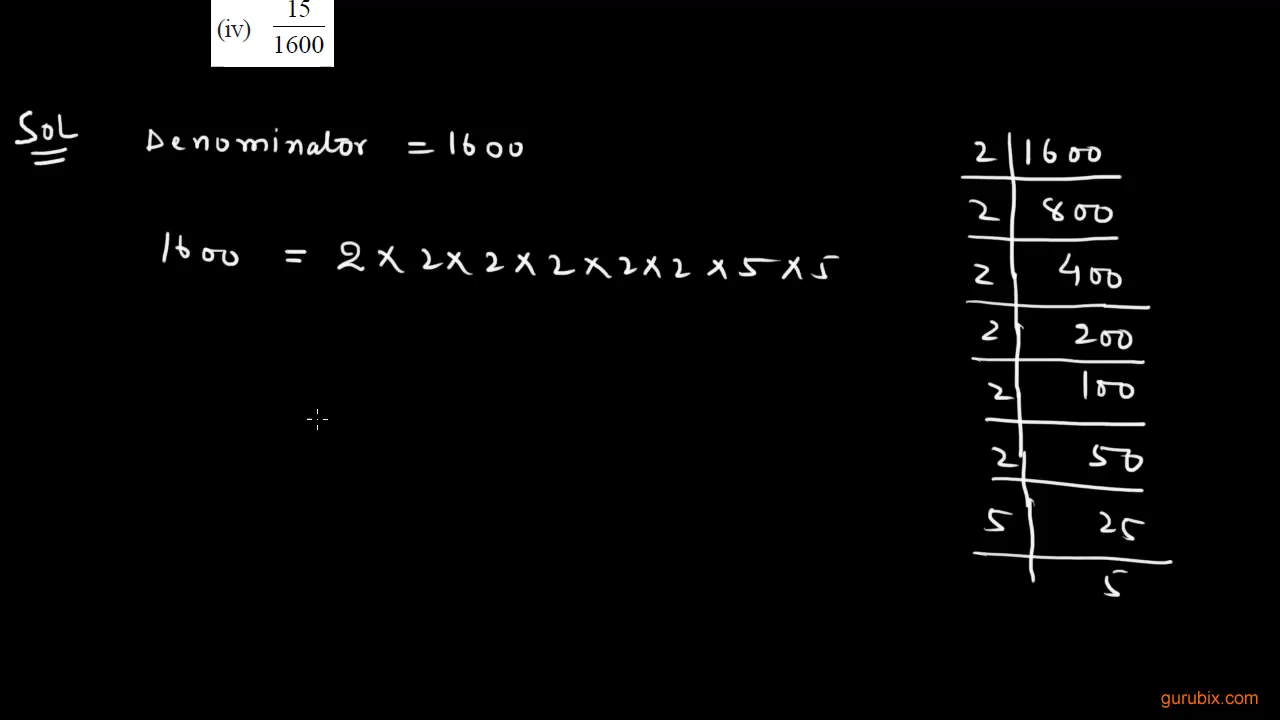 (iv) 15
1600
SOL Denominator = 1600
1600 = 2 × 2 × 2 × 2 × 2 × 2 × 5 × 5
2 | 1600
2 | 800
2 | 400
2 | 200
2 | 100
2 | 50
5 | 25
5
gurubix.com